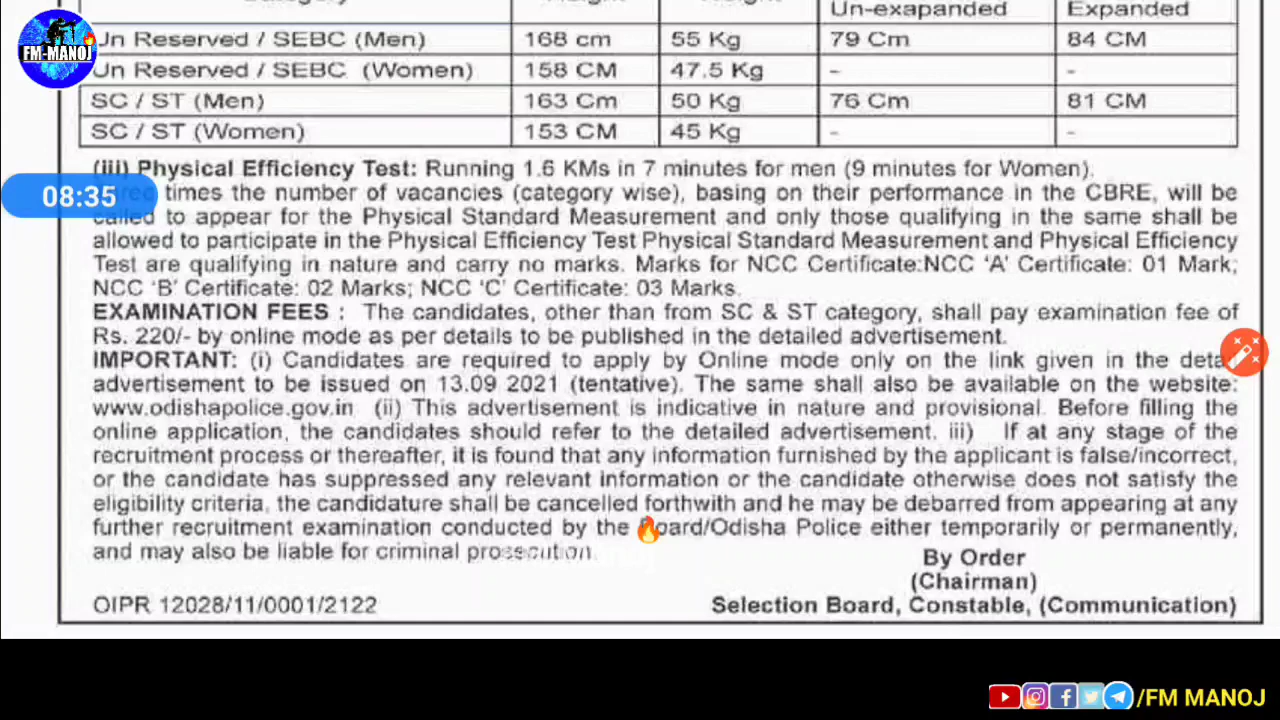 FM-MANOJ
Un-exapanded Expanded
Un Reserved / SEBC (Men) 168 cm 55 Kg 79 Cm 84 CM
Un Reserved / SEBC (Women) 158 CM 47.5 Kg - -
SC / ST (Men) 163 Cm 50 Kg 76 Cm 81 CM
SC / ST (Women) 153 CM 45 Kg - -
(iii) Physical Efficiency Test: Running 1.6 KMs in 7 minutes for men (9 minutes for Women).
08:35
times the number of vacancies (category wise), basing on their performance in the CBRE, will be
called to appear for the Physical Standard Measurement and only those qualifying in the same shall be
allowed to participate in the Physical Efficiency Test Physical Standard Measurement and Physical Efficiency
Test are qualifying in nature and carry no marks. Marks for NCC Certificate:NCC 'A' Certificate: 01 Mark;
NCC 'B' Certificate: 02 Marks; NCC 'C' Certificate: 03 Marks.
EXAMINATION FEES : The candidates, other than from SC & ST category, shall pay examination fee of
Rs. 220/- by online mode as per details to be published in the detailed advertisement.
IMPORTANT: (i) Candidates are required to apply by Online mode only on the link given in the
advertisement to be issued on 13.09 2021 (tentative). The same shall also be available on the website:
www.odishapolice.gov.in (ii) This advertisement is indicative in nature and provisional. Before filling the
online application, the candidates should refer to the detailed advertisement. iii) If at any stage of the
recruitment process or thereafter, it is found that any information furnished by the applicant is false/incorrect,
or the candidate has suppressed any relevant information or the candidate otherwise does not satisfy the
eligibility criteria, the candidature shall be cancelled forthwith and he may be debarred from appearing at any
further recruitment examination conducted by the Board/Odisha Police either temporarily or permanently,
and may also be liable for criminal prosecution.
By Order
(Chairman)
OIPR 12028/11/0001/2122
Selection Board, Constable, (Communication)
/FM MANOJ